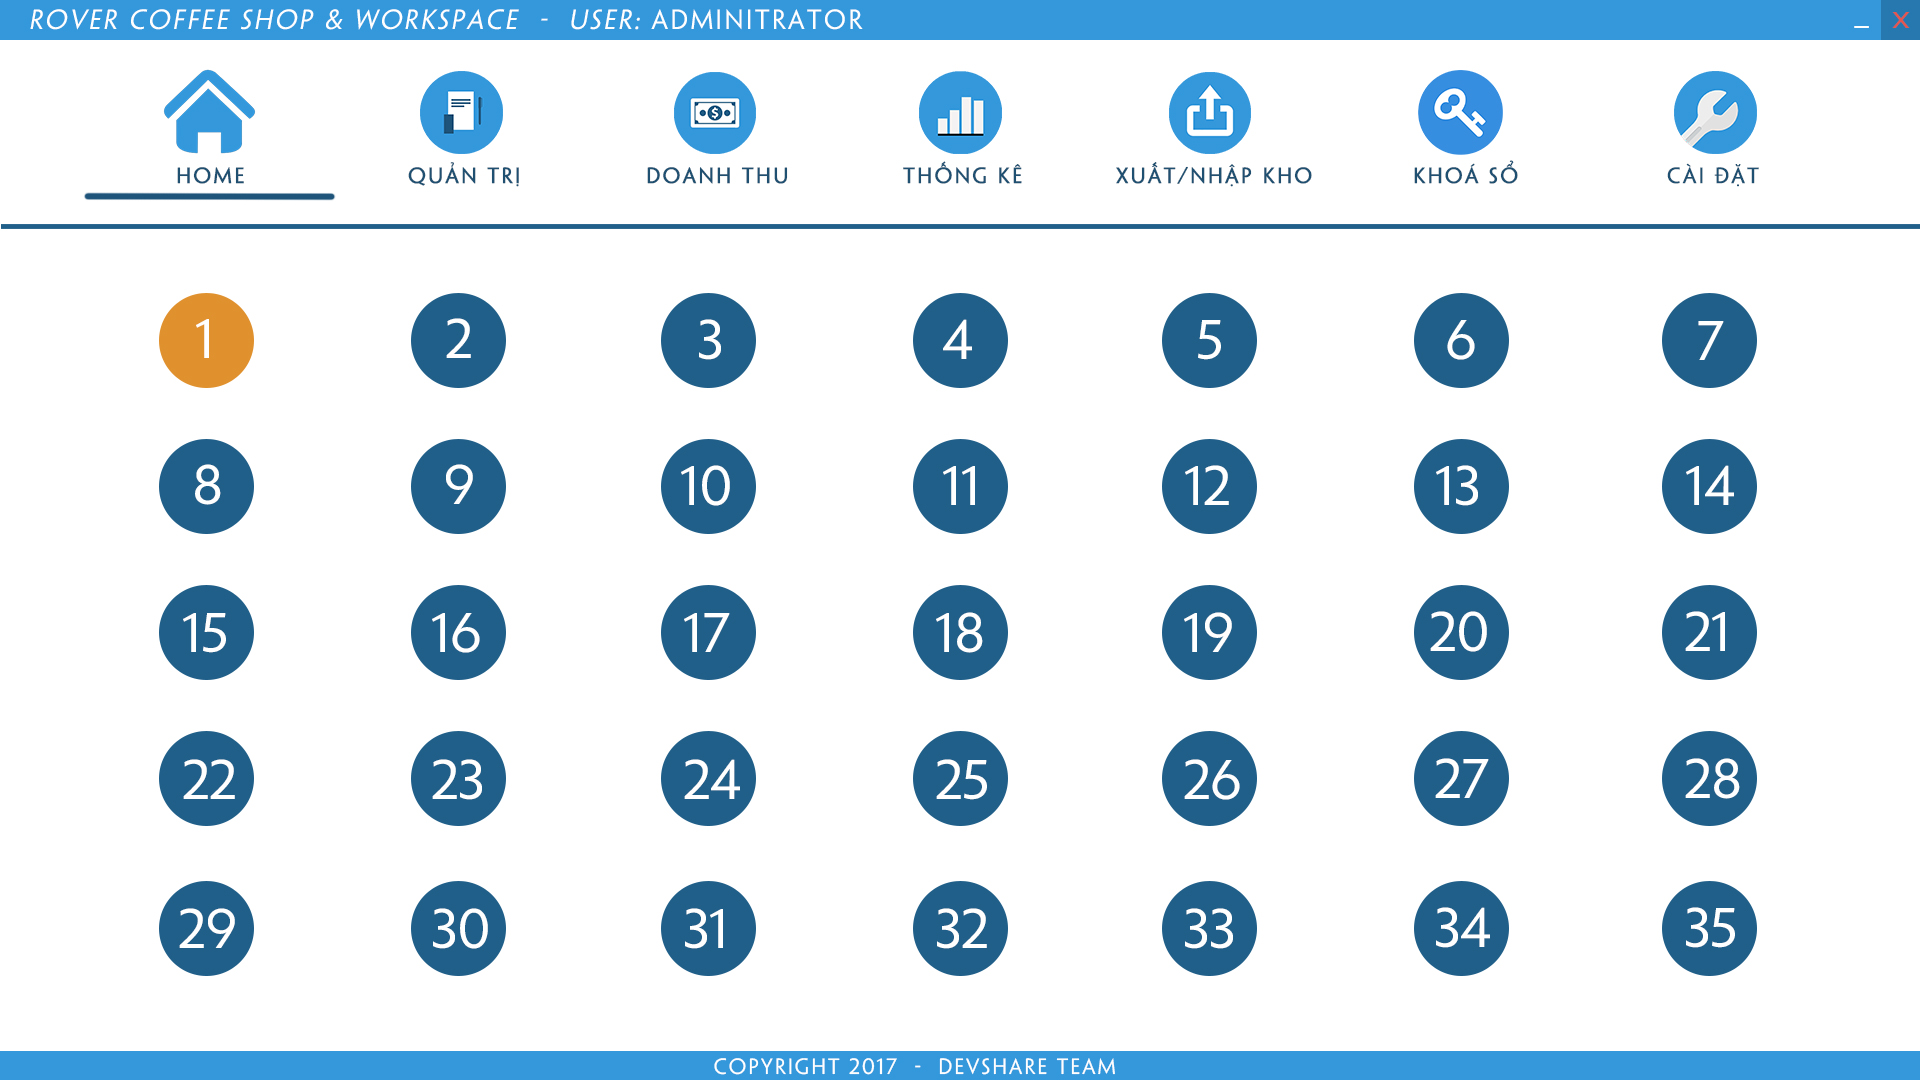 ROVER COFFEE SHOP & WORKSPACE - USER: ADMINITRATOR _ X
HOME QUẢN TRỊ DOANH THU THỐNG KÊ XUẤT/NHẬP KHO KHOÁ SỔ CÀI ĐẶT
1 2 3 4 5 6 7
8 9 10 11 12 13 14
15 16 17 18 19 20 21
22 23 24 25 26 27 28
29 30 31 32 33 34 35
COPYRIGHT 2017 - DEVSHARE TEAM